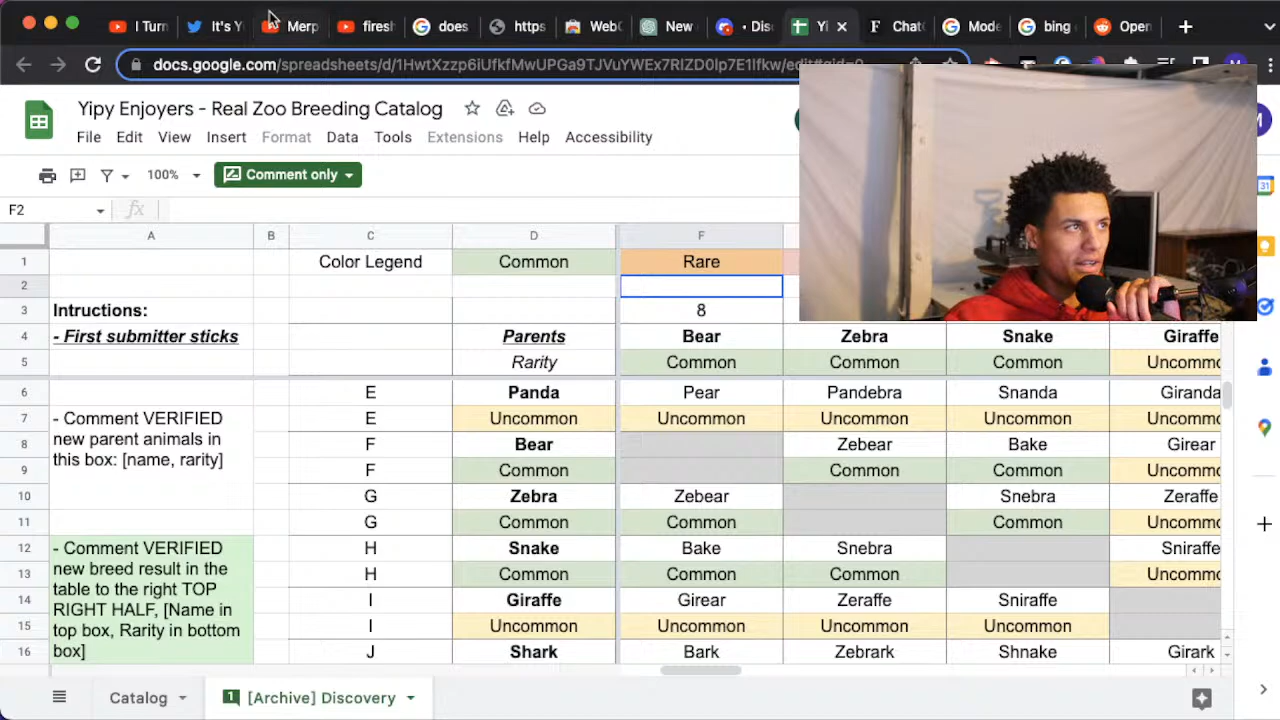 I Turn It's Y Merp firesl does https WebC New Disc Yi Chat Mode bing Open
docs.google.com/spreadsheets/d/1HwtXzzp6iUfkfMwUPGa9TJVuYWEx7RIZD0lp7E1lfkw/edit#gid=0
Yipy Enjoyers - Real Zoo Breeding Catalog
File Edit View Insert Format Data Tools Extensions Help Accessibility
100% Comment only
F2
A B C D F
1 Color Legend Common Rare
2
3 Intructions: 8
4 - First submitter sticks Parents Bear Zebra Snake Giraffe
5 Rarity Common Common Common Uncommo
6 E Panda Pear Pandebra Snanda Giranda
7 - Comment VERIFIED E Uncommon Uncommon Uncommon Uncommon Uncommo
new parent animals in
8 F Bear Zebear Bake Girear
this box: [name, rarity]
9 F Common Common Common Uncommo
10 G Zebra Zebear Snebra Zeraffe
11 G Common Common Common Uncommo
12 - Comment VERIFIED H Snake Bake Snebra Sniraffe
new breed result in the
13 H Common Common Common Uncommo
table to the right TOP
14 RIGHT HALF, [Name in I Giraffe Girear Zeraffe Sniraffe
15 top box, Rarity in bottom I Uncommon Uncommon Uncommon Uncommon
16 box] J Shark Bark Zebrark Shnake Girark
Catalog 1 [Archive] Discovery